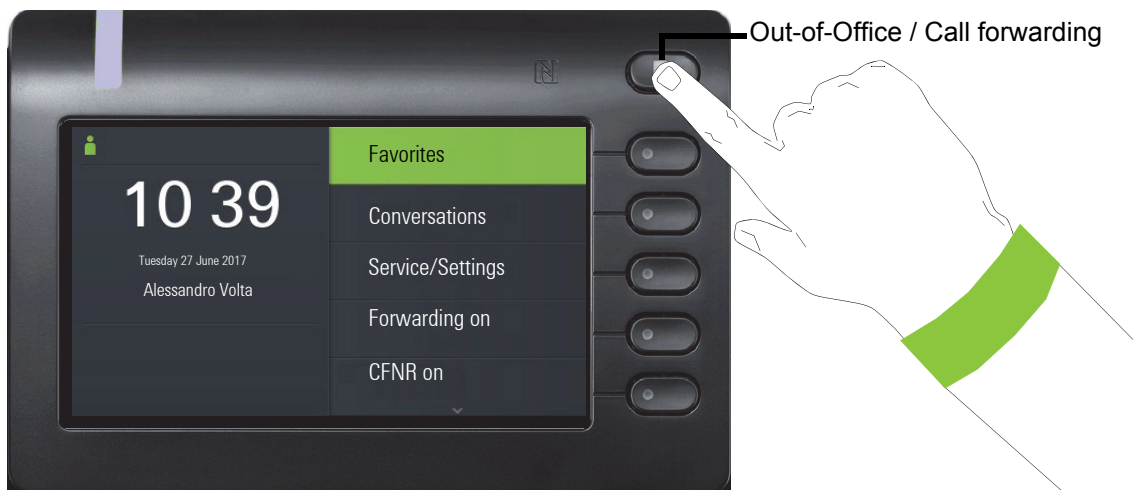 Out-of-Office / Call forwarding
Favorites
10 39
Tuesday 27 June 2017
Alessandro Volta
Conversations
Service/Settings
Forwarding on
CFNR on